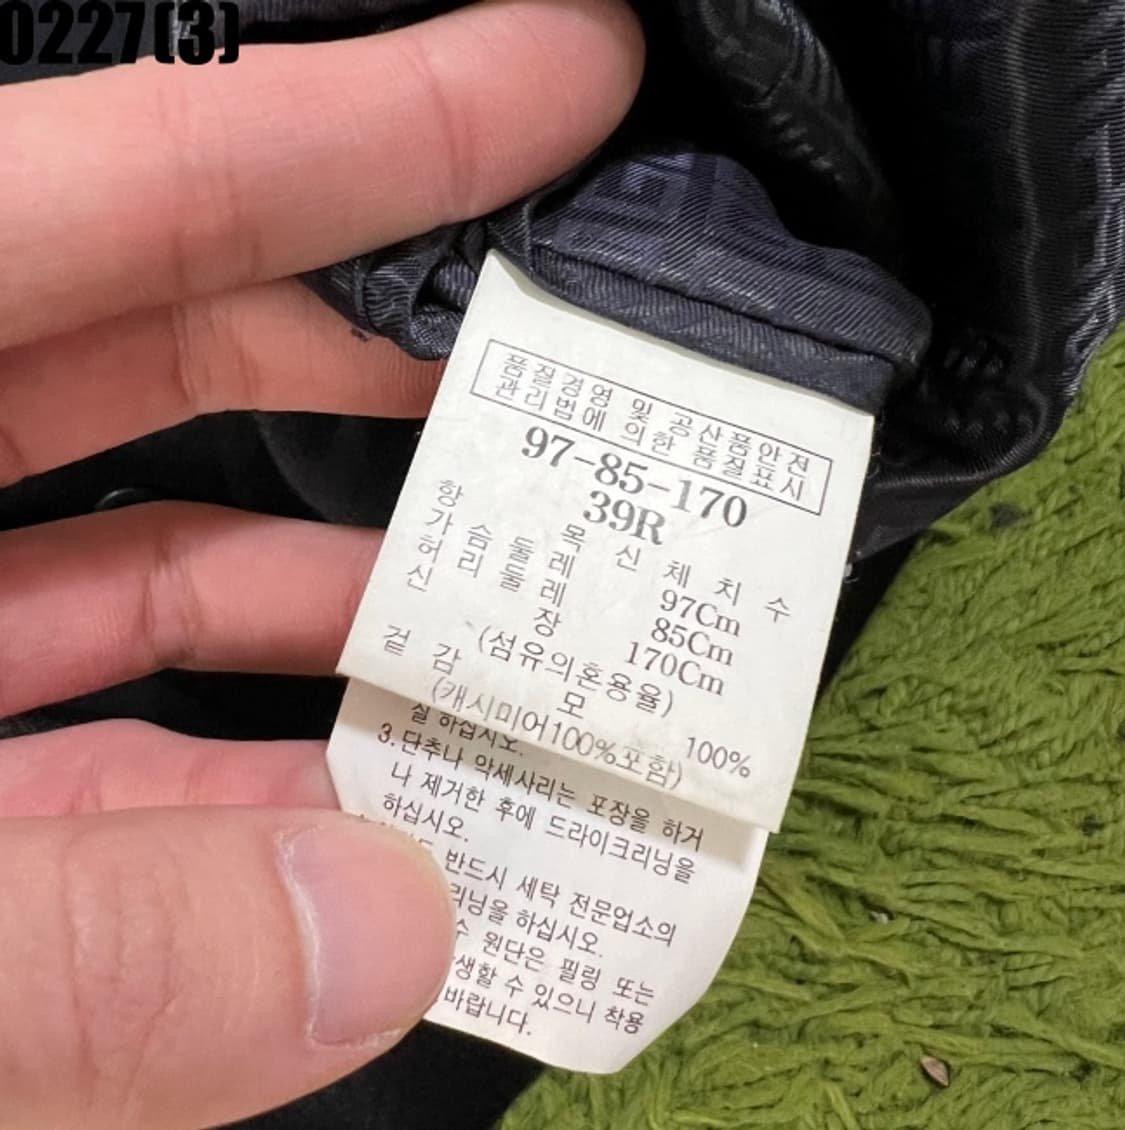 0227(3)
품질경영 및 공산품안전
관리법에 의한 품질표시
97-85-170
39R
항 목 신 체 치 수
가 슴 둘 레 97Cm
허 리 둘 레 85Cm
신 장 170Cm
(섬유의혼용율)
겉 감 모 100%
(캐시미어100%포함)
실 하십시오.
3. 단추나 악세사리는 포장을 하거
나 제거한 후에 드라이크리닝을
하십시오.
반드시 세탁 전문업소의
리닝을 하십시오.
수 원단은 필링 또는
생할 수 있으니 착용
바랍니다.